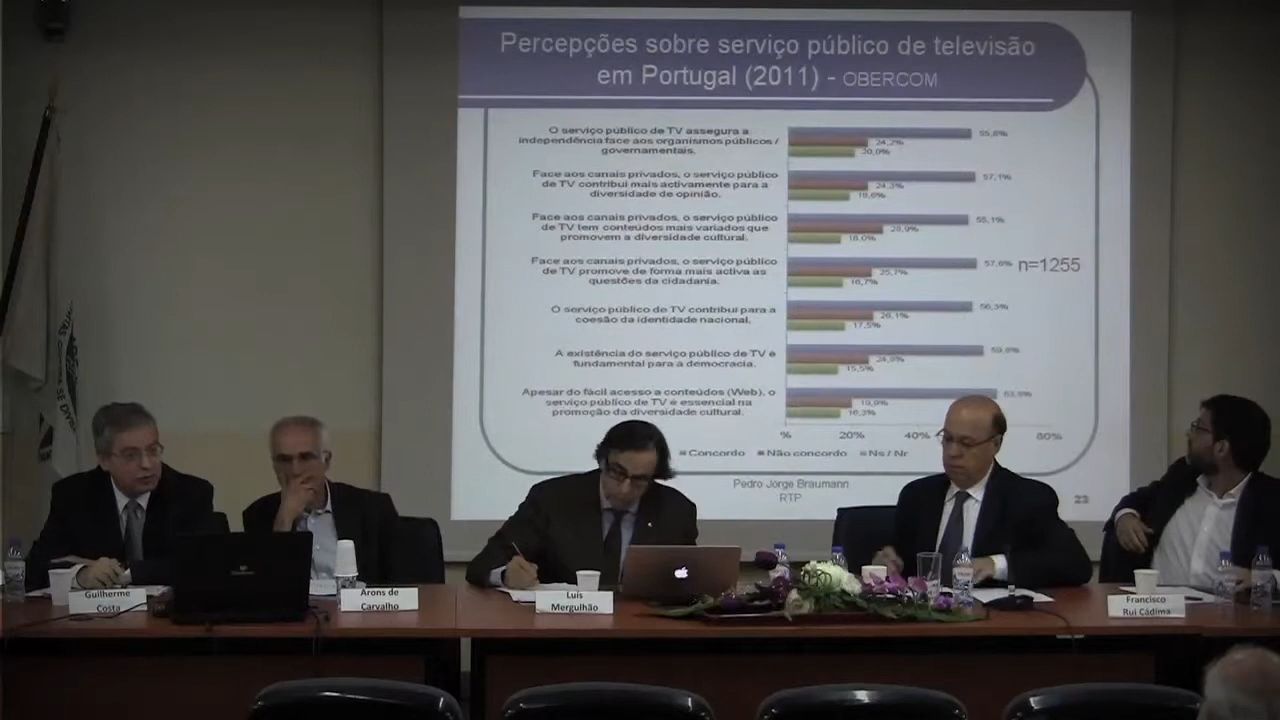 Percepções sobre serviço público de televisão
em Portugal (2011) - OBERCOM
O serviço público de TV assegura a
independência face aos organismos públicos /
governamentais.
55,8%
24,2%
20,0%
Face aos canais privados, o serviço público
de TV contribui mais activamente para a
diversidade de opinião.
57,1%
24,3%
18,6%
Face aos canais privados, o serviço público
de TV tem conteúdos mais variados que
promovem a diversidade cultural.
55,1%
28,9%
16,0%
Face aos canais privados, o serviço público
de TV promove de forma mais activa as
questões da cidadania.
57,6%
25,7%
16,7%
n=1255
O serviço público de TV contribui para a
coesão da identidade nacional.
56,3%
26,1%
17,5%
A existência do serviço público de TV é
fundamental para a democracia.
59,8%
24,8%
15,5%
Apesar do fácil acesso a conteúdos (Web), o
serviço público de TV é essencial na
promoção da diversidade cultural.
19,9%
16,3%
% 20% 40% 80%
Concordo Não concordo Ns / Nr
Pedro Jorge Braumann
RTP
23
Guilherme
Costa
Arons de
Carvalho
Luís
Mergulhão
Francisco
Rui Cádima